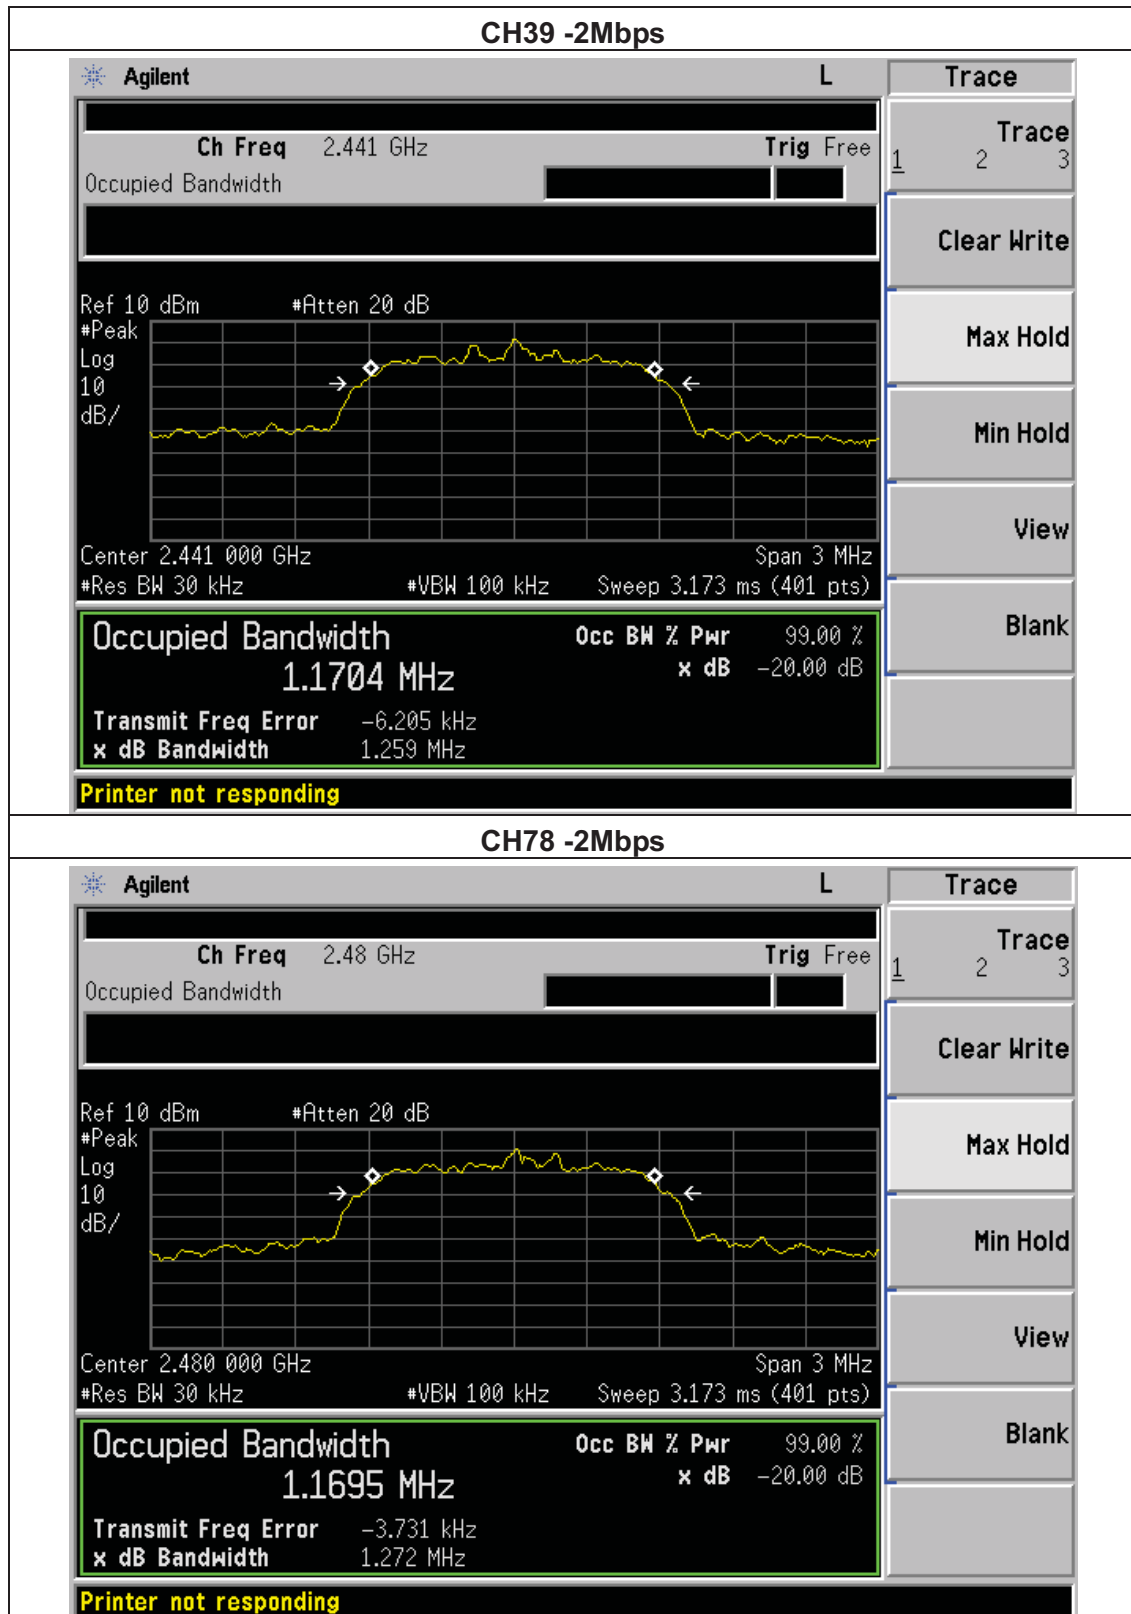 CH39 -2Mbps
Agilent L Trace
Ch Freq 2.441 GHz Trig Free
Occupied Bandwidth
Trace
1 2 3
Clear Write
Max Hold
Min Hold
View
Blank
Ref 10 dBm #Atten 20 dB
#Peak
Log
10
dB/
Center 2.441 000 GHz Span 3 MHz
#Res BW 30 kHz #VBW 100 kHz Sweep 3.173 ms (401 pts)
Occupied Bandwidth Occ BW % Pwr 99.00 %
1.1704 MHz x dB -20.00 dB
Transmit Freq Error -6.205 kHz
x dB Bandwidth 1.259 MHz
Printer not responding
CH78 -2Mbps
Agilent L Trace
Ch Freq 2.48 GHz Trig Free
Occupied Bandwidth
Trace
1 2 3
Clear Write
Max Hold
Min Hold
View
Blank
Ref 10 dBm #Atten 20 dB
#Peak
Log
10
dB/
Center 2.480 000 GHz Span 3 MHz
#Res BW 30 kHz #VBW 100 kHz Sweep 3.173 ms (401 pts)
Occupied Bandwidth Occ BW % Pwr 99.00 %
1.1695 MHz x dB -20.00 dB
Transmit Freq Error -3.731 kHz
x dB Bandwidth 1.272 MHz
Printer not responding